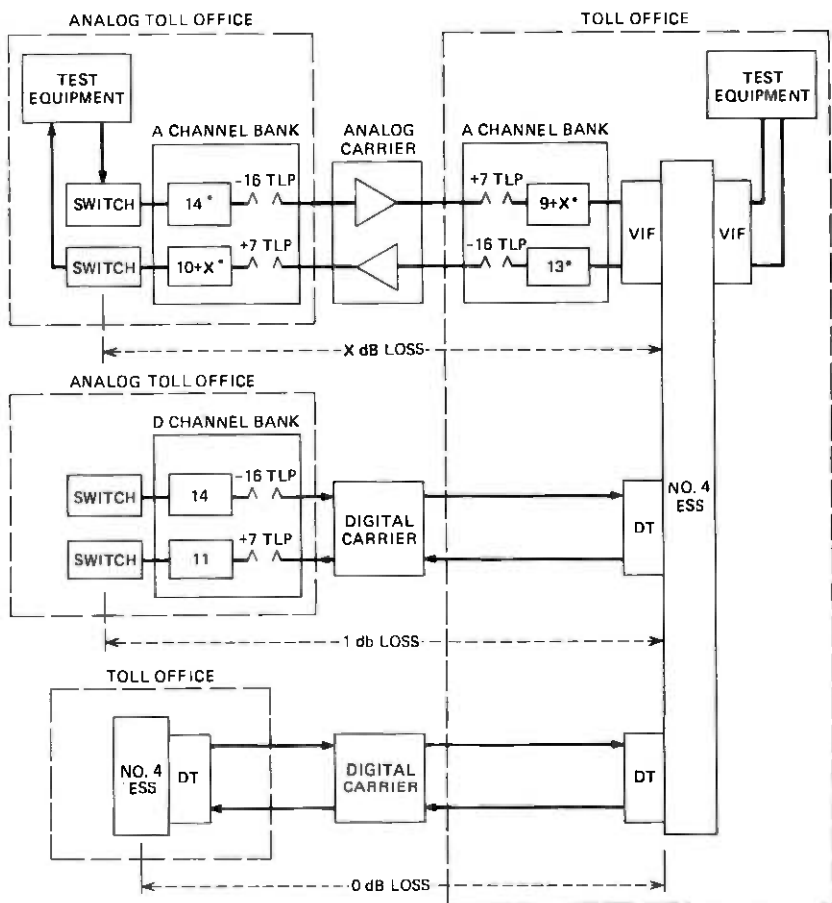 ANALOG TOLL OFFICE
TOLL OFFICE
TEST EQUIPMENT
TEST EQUIPMENT
A CHANNEL BANK
ANALOG CARRIER
A CHANNEL BANK
SWITCH
14*
-16 TLP
+7 TLP
9+X*
VIF
VIF
SWITCH
10+X*
+7 TLP
-16 TLP
13*
X dB LOSS
ANALOG TOLL OFFICE
D CHANNEL BANK
SWITCH
14
-16 TLP
DIGITAL CARRIER
DT
NO. 4 ESS
SWITCH
11
+7 TLP
1 db LOSS
TOLL OFFICE
NO. 4 ESS
DT
DIGITAL CARRIER
DT
0 dB LOSS